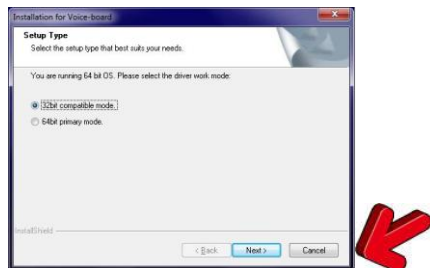 Installation for Voice-board
Setup Type
Select the setup type that best suits your needs.
You are running 64 bit OS. Please select the driver work mode:
32bit compatible mode.
64bit primary mode.
InstallShield
< Back
Next >
Cancel